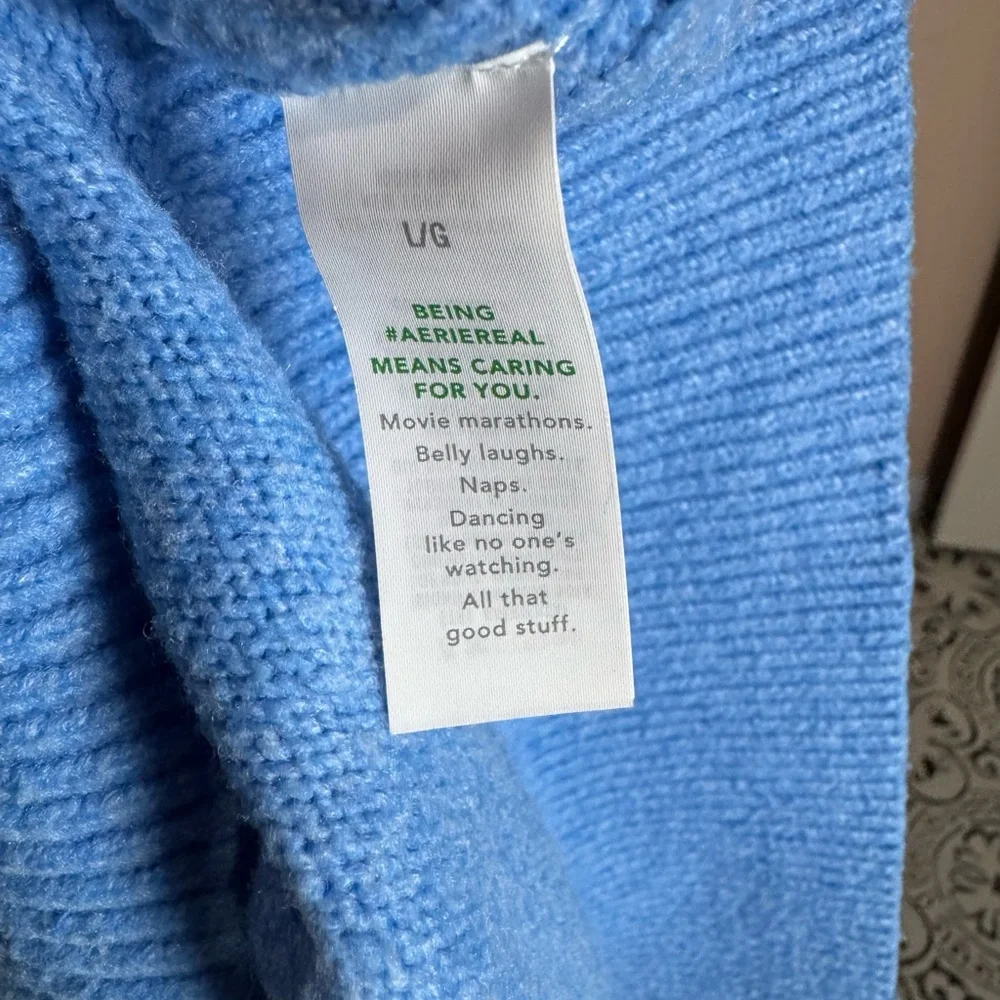 L/G
BEING
#AERIEREAL
MEANS CARING
FOR YOU.
Movie marathons.
Belly laughs.
Naps.
Dancing
like no one's
watching.
All that
good stuff.